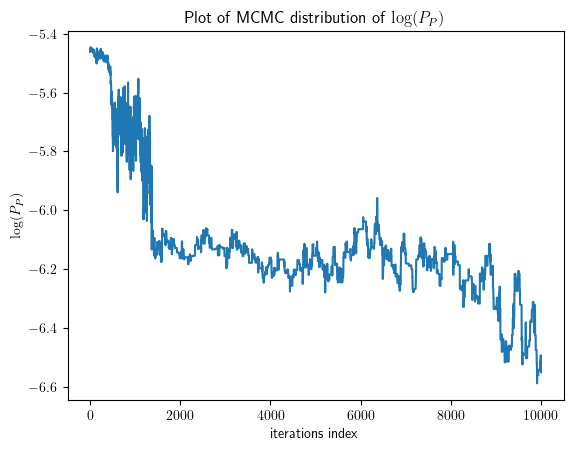 Plot of MCMC distribution of log(P_P)
−5.4
−5.6
−5.8
−6.0
−6.2
−6.4
−6.6
log(P_P)
0 2000 4000 6000 8000 10000
iterations index